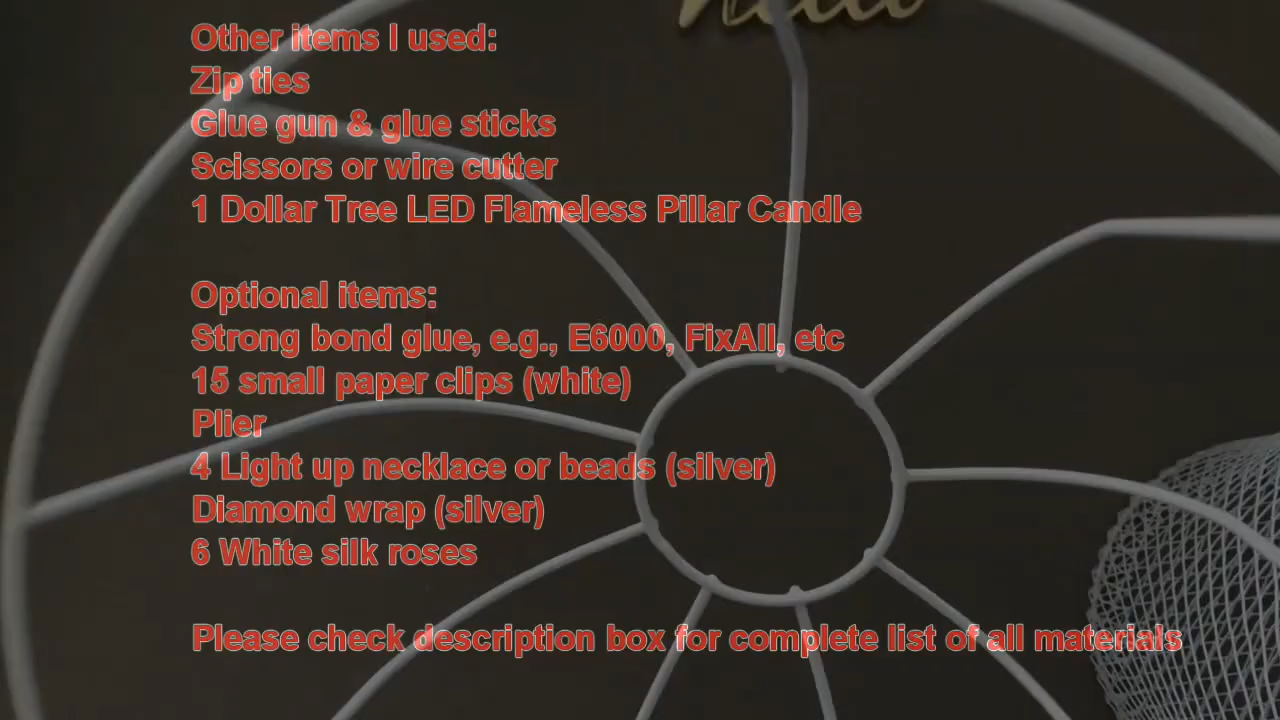 Other items I used:
Zip ties
Glue gun & glue sticks
Scissors or wire cutter
1 Dollar Tree LED Flameless Pillar Candle
Optional items:
Strong bond glue, e.g., E6000, FixAll, etc
15 small paper clips (white)
Plier
4 Light up necklace or beads (silver)
Diamond wrap (silver)
6 White silk roses
Please check description box for complete list of all materials